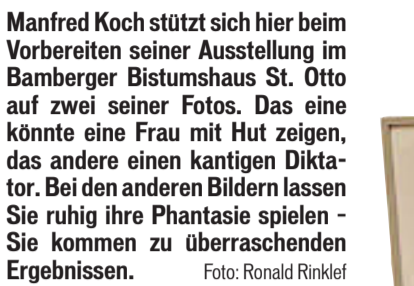 Manfred Koch stützt sich hier beim
Vorbereiten seiner Ausstellung im
Bamberger Bistumshaus St. Otto
auf zwei seiner Fotos. Das eine
könnte eine Frau mit Hut zeigen,
das andere einen kantigen Dikta-
tor. Bei den anderen Bildern lassen
Sie ruhig ihre Phantasie spielen -
Sie kommen zu überraschenden
Ergebnissen. Foto: Ronald Rinklef